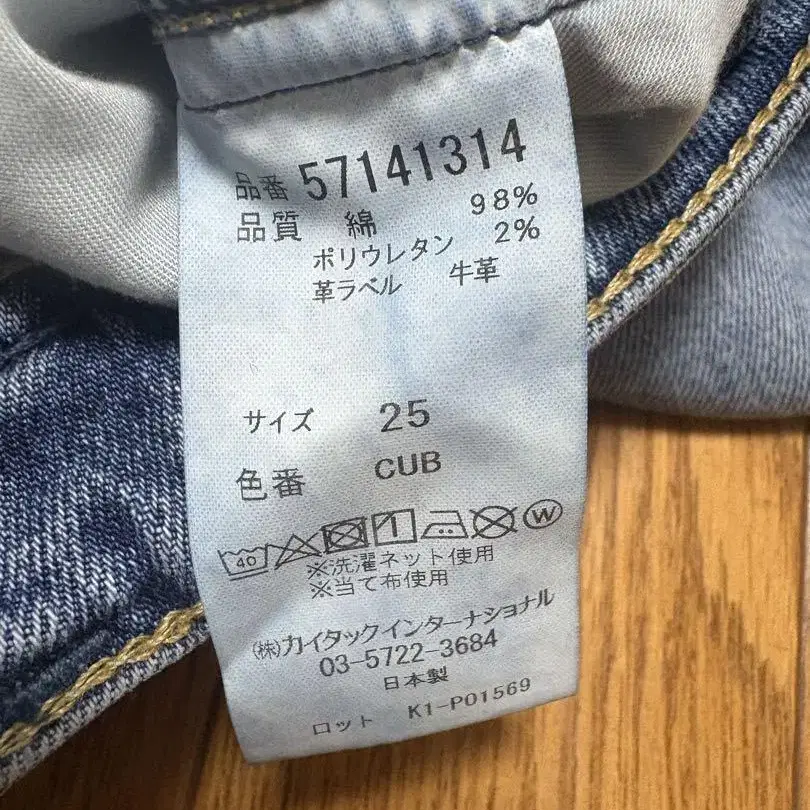 品番 57141314
品質 綿 98%
ポリウレタン 2%
革ラベル 牛革
サイズ 25
色番 CUB
40 W
※洗濯ネット使用
※当て布使用
㈱カイタックインターナショナル
03-5722-3684
日本製
ロット K1-P01569